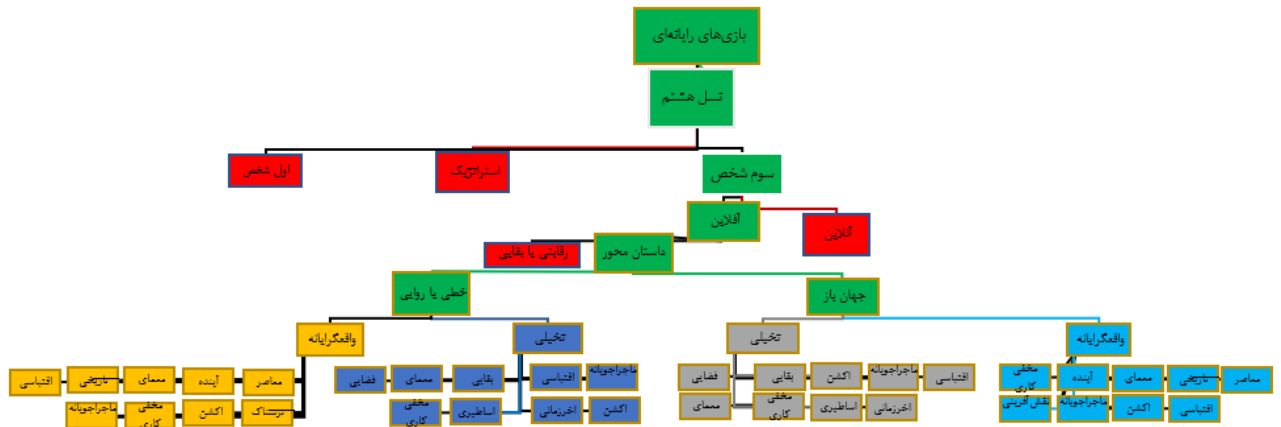 بازی‌های رایانه‌ای
نسل هشتم
سوم شخص
استراتژیک
اول شخص
آنلاین
آفلاین
داستان محور
رقابتی یا بقایی
جهان باز
خطی یا روایی
واقعگرایانه
تخیلی
تخیلی
واقعگرایانه
معاصر
تاریخی
معمای
آینده
مخفی
کاری
اقتباسی
اکشن
ماجراجویانه
نقش آفرینی
اقتباسی
ماجراجویانه
اکشن
بقایی
فضایی
اخرزمانی
اساطیری
مخفی
کاری
معمای
ماجراجویانه
اقتباسی
بقایی
معمای
فضایی
اکشن
اخرزمانی
اساطیری
مخفی
کاری
معاصر
آینده
معمای
تاریخی
اقتباسی
ترسناک
اکشن
مخفی
کاری
ماجراجویانه